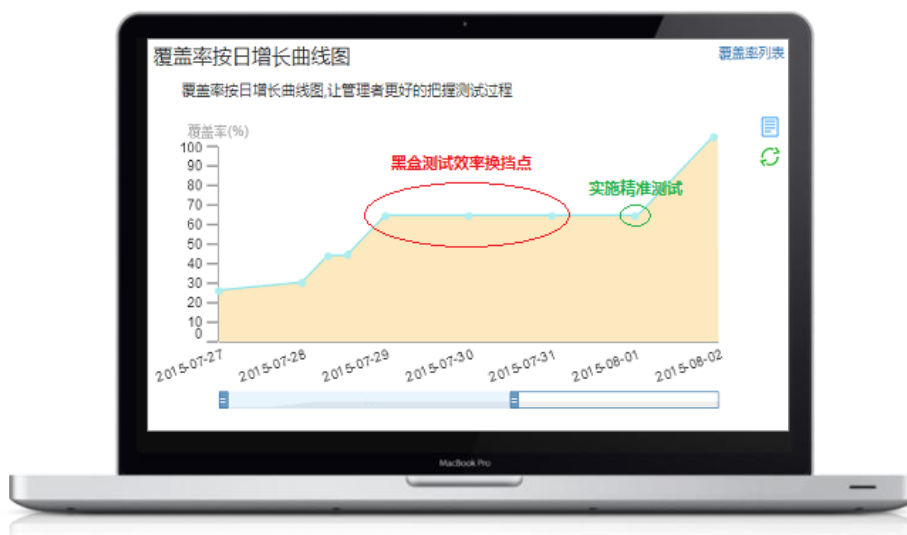 覆盖率按日增长曲线图
覆盖率列表
覆盖率按日增长曲线图,让管理者更好的把握测试过程
覆盖率(%)
100
90
80
70
60
50
40
30
20
10
0
黑盒测试效率换挡点
实施精准测试
2015-07-27
2015-07-28
2015-07-29
2015-07-30
2015-07-31
2015-08-01
2015-08-02
MacBook Pro